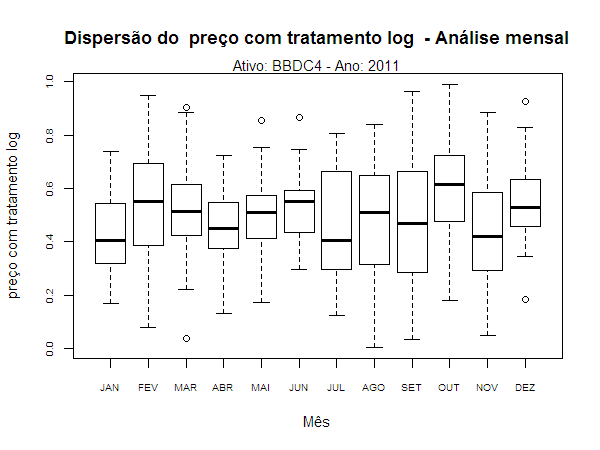 Dispersão do  preço com tratamento log  - Análise mensal
Ativo: BBDC4 - Ano: 2011
preço com tratamento log
1.0
0.8
0.6
0.4
0.2
0.0
JAN FEV MAR ABR MAI JUN JUL AGO SET OUT NOV DEZ
Mês